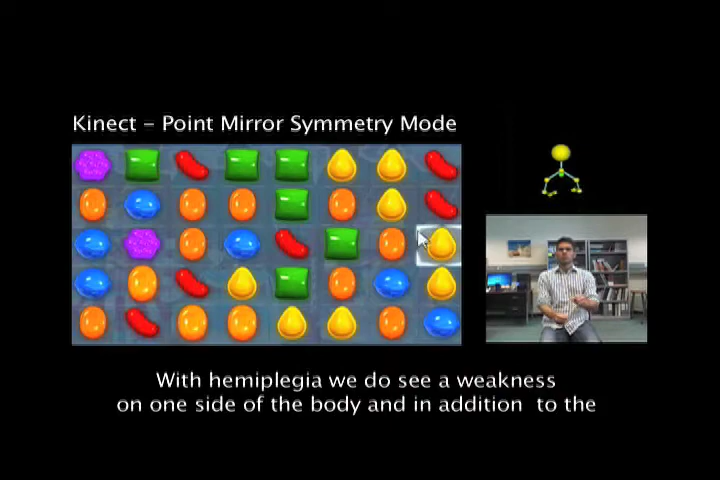 Kinect – Point Mirror Symmetry Mode
With hemiplegia we do see a weakness
on one side of the body and in addition to the